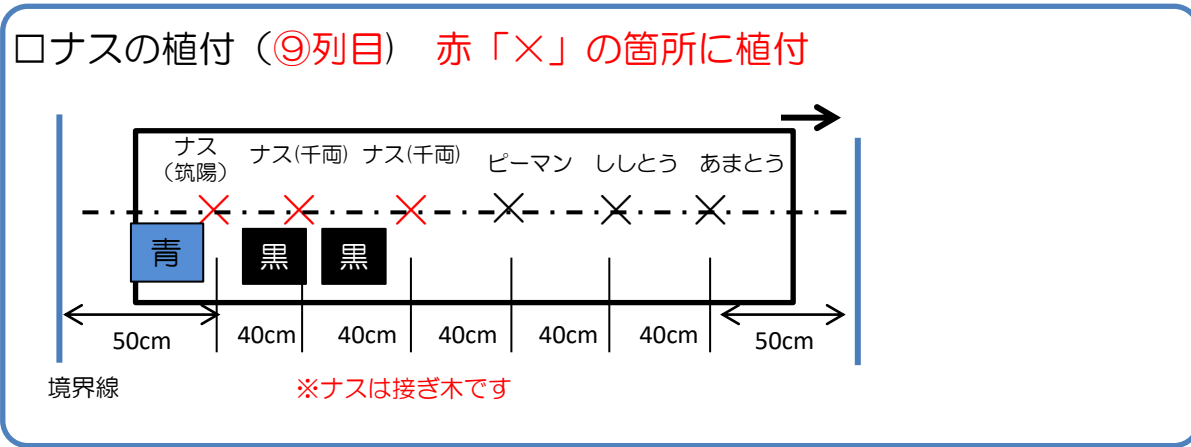 □ナスの植付（⑨列目) 赤「×」の箇所に植付
ナス
（筑陽）
ナス(千両)
ナス(千両)
ピーマン
ししとう
あまとう
青
黒
黒
50cm
40cm
40cm
40cm
40cm
40cm
50cm
境界線
※ナスは接ぎ木です